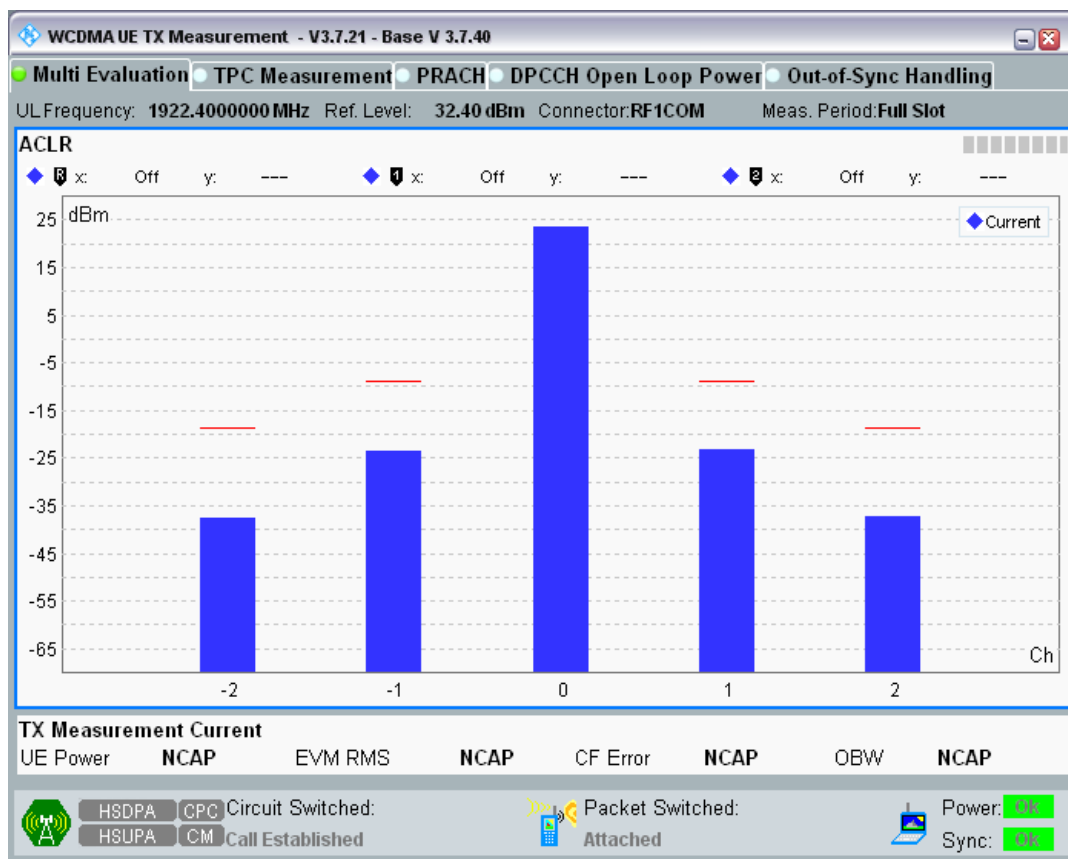 WCDMA UE TX Measurement - V3.7.21 - Base V 3.7.40
Multi Evaluation TPC Measurement PRACH DPCCH Open Loop Power Out-of-Sync Handling
UL Frequency: 1922.4000000 MHz Ref. Level: 32.40 dBm Connector:RF1COM Meas. Period:Full Slot
ACLR
R x: Off y: --- 1 x: Off y: --- 2 x: Off y: ---
dBm
Current
25
15
5
-5
-15
-25
-35
-45
-55
-65
Ch
-2 -1 0 1 2
TX Measurement Current
UE Power NCAP EVM RMS NCAP CF Error NCAP OBW NCAP
HSDPA CPC Circuit Switched: Packet Switched: Power: Ok
HSUPA CM Call Established Attached Sync: Ok